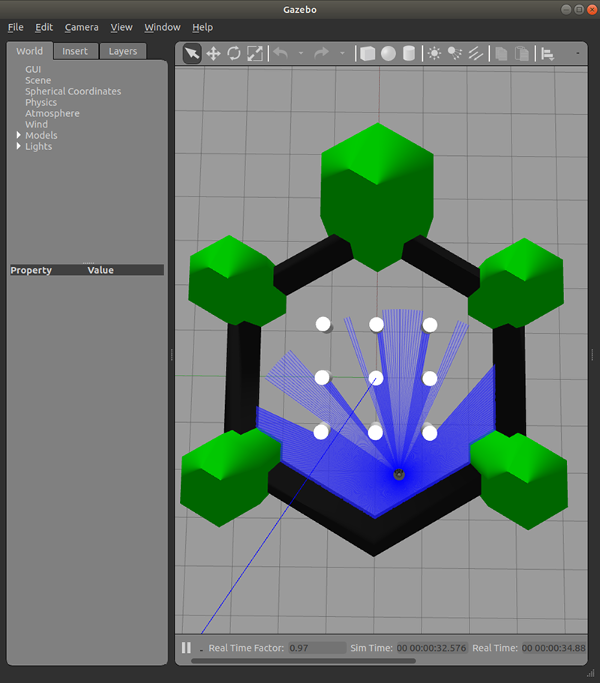 Gazebo
File Edit Camera View Window Help
World Insert Layers
GUI
Scene
Spherical Coordinates
Physics
Atmosphere
Wind
Models
Lights
Property Value
Real Time Factor: 0.97 Sim Time: 00 00:00:32.576 Real Time: 00 00:00:34.88